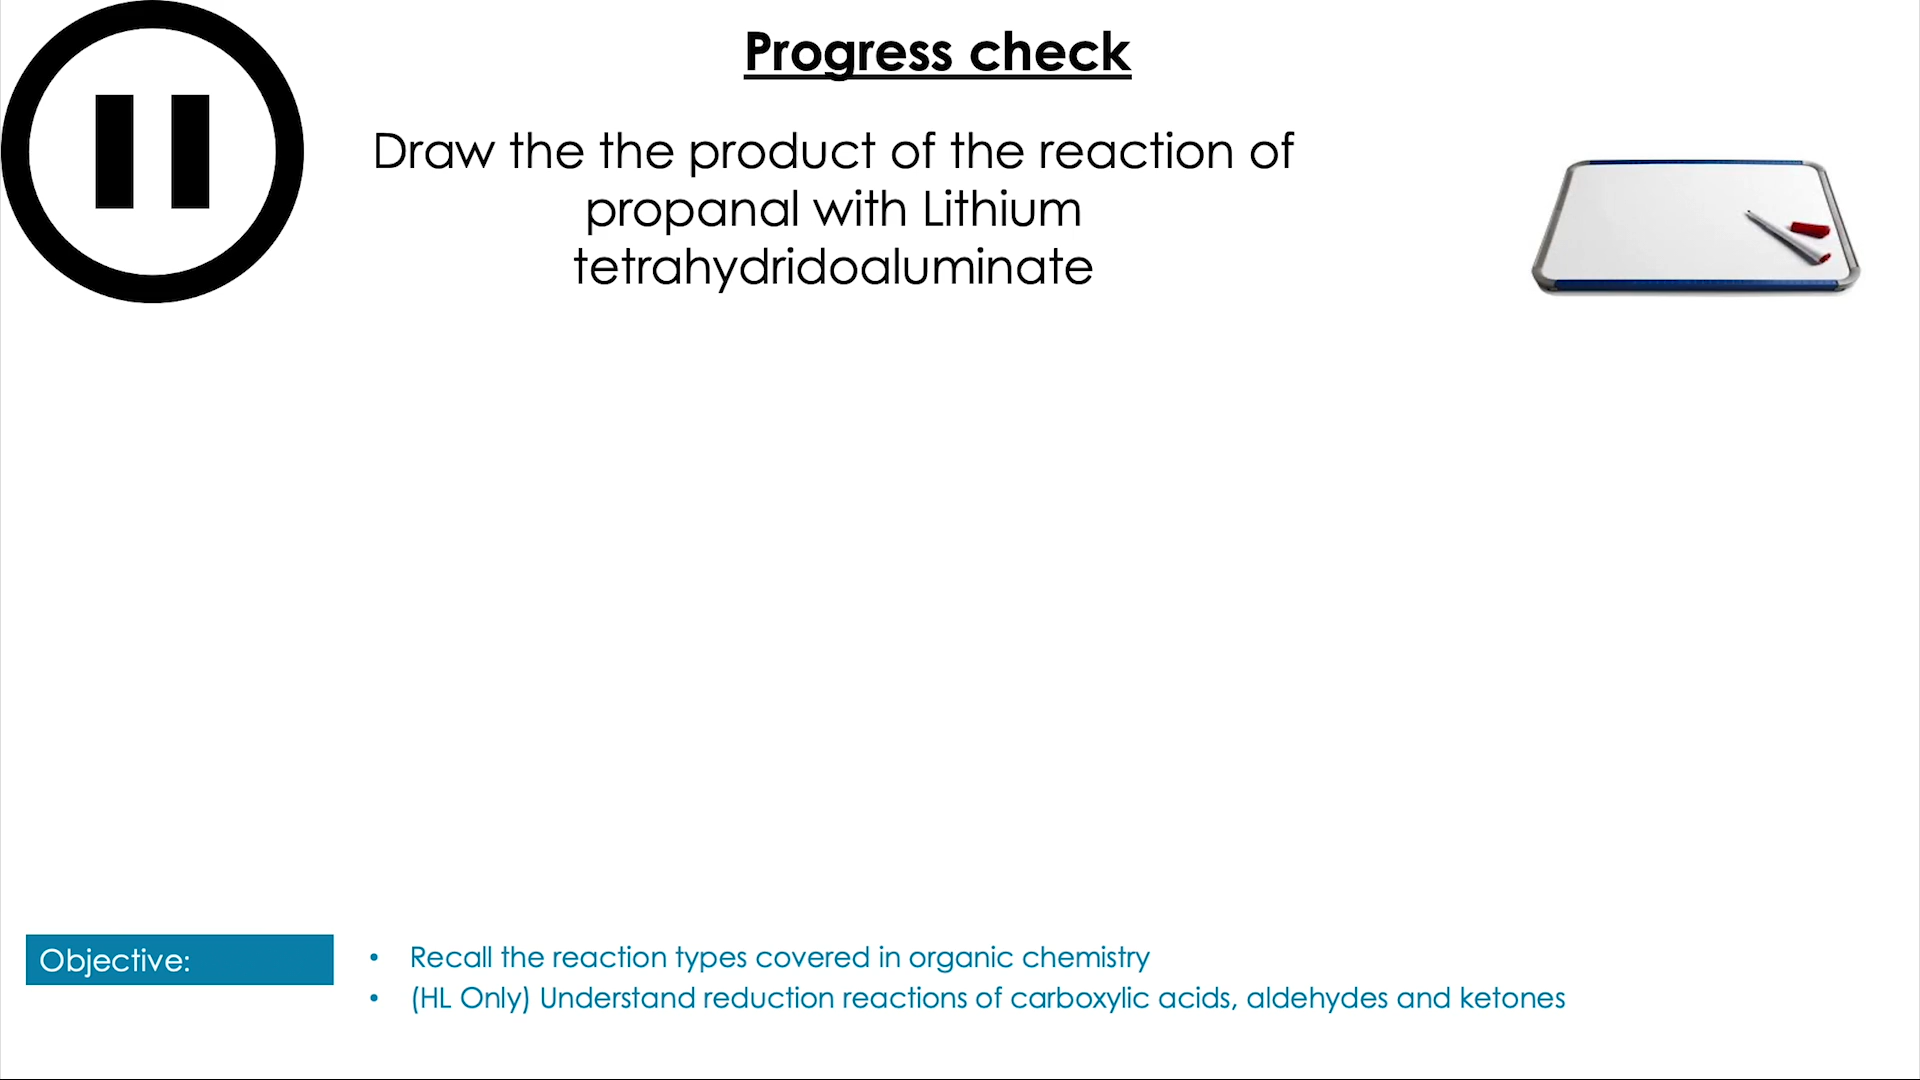 Progress check
Draw the the product of the reaction of
propanal with Lithium
tetrahydridoaluminate
Objective:
• Recall the reaction types covered in organic chemistry
• (HL Only) Understand reduction reactions of carboxylic acids, aldehydes and ketones